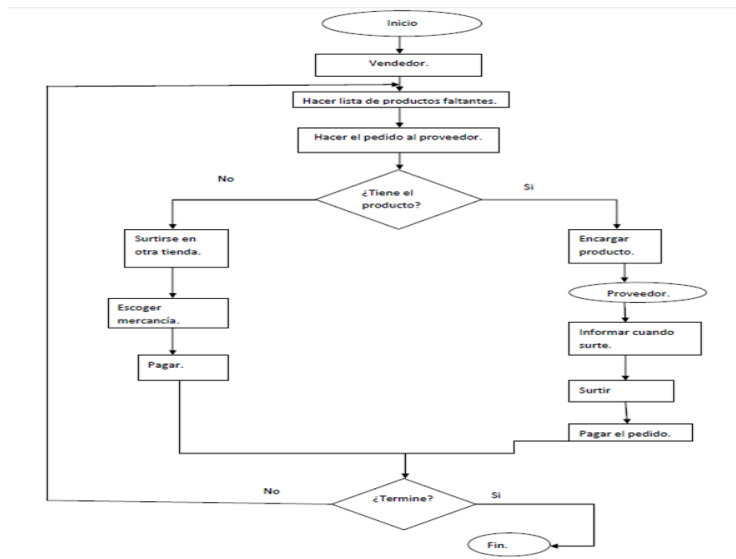 Inicio
Vendedor.
Hacer lista de productos faltantes.
Hacer el pedido al proveedor.
¿Tiene el
producto?
No
Si
Surtirse en
otra tienda.
Escoger
mercancía.
Pagar.
Encargar
producto.
Proveedor.
Informar cuando
surte.
Surtir
Pagar el pedido.
¿Termine?
No
Si
Fin.